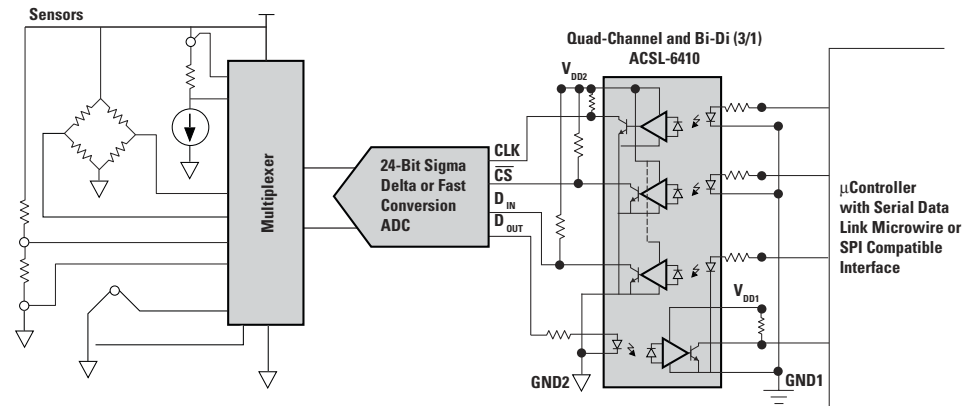 Sensors
Quad-Channel and Bi-Di (3/1)
ACSL-6410
VDD2
Multiplexer
24-Bit Sigma
Delta or Fast
Conversion
ADC
CLK
CS
DIN
DOUT
μController
with Serial Data
Link Microwire or
SPI Compatible
Interface
VDD1
GND2
GND1